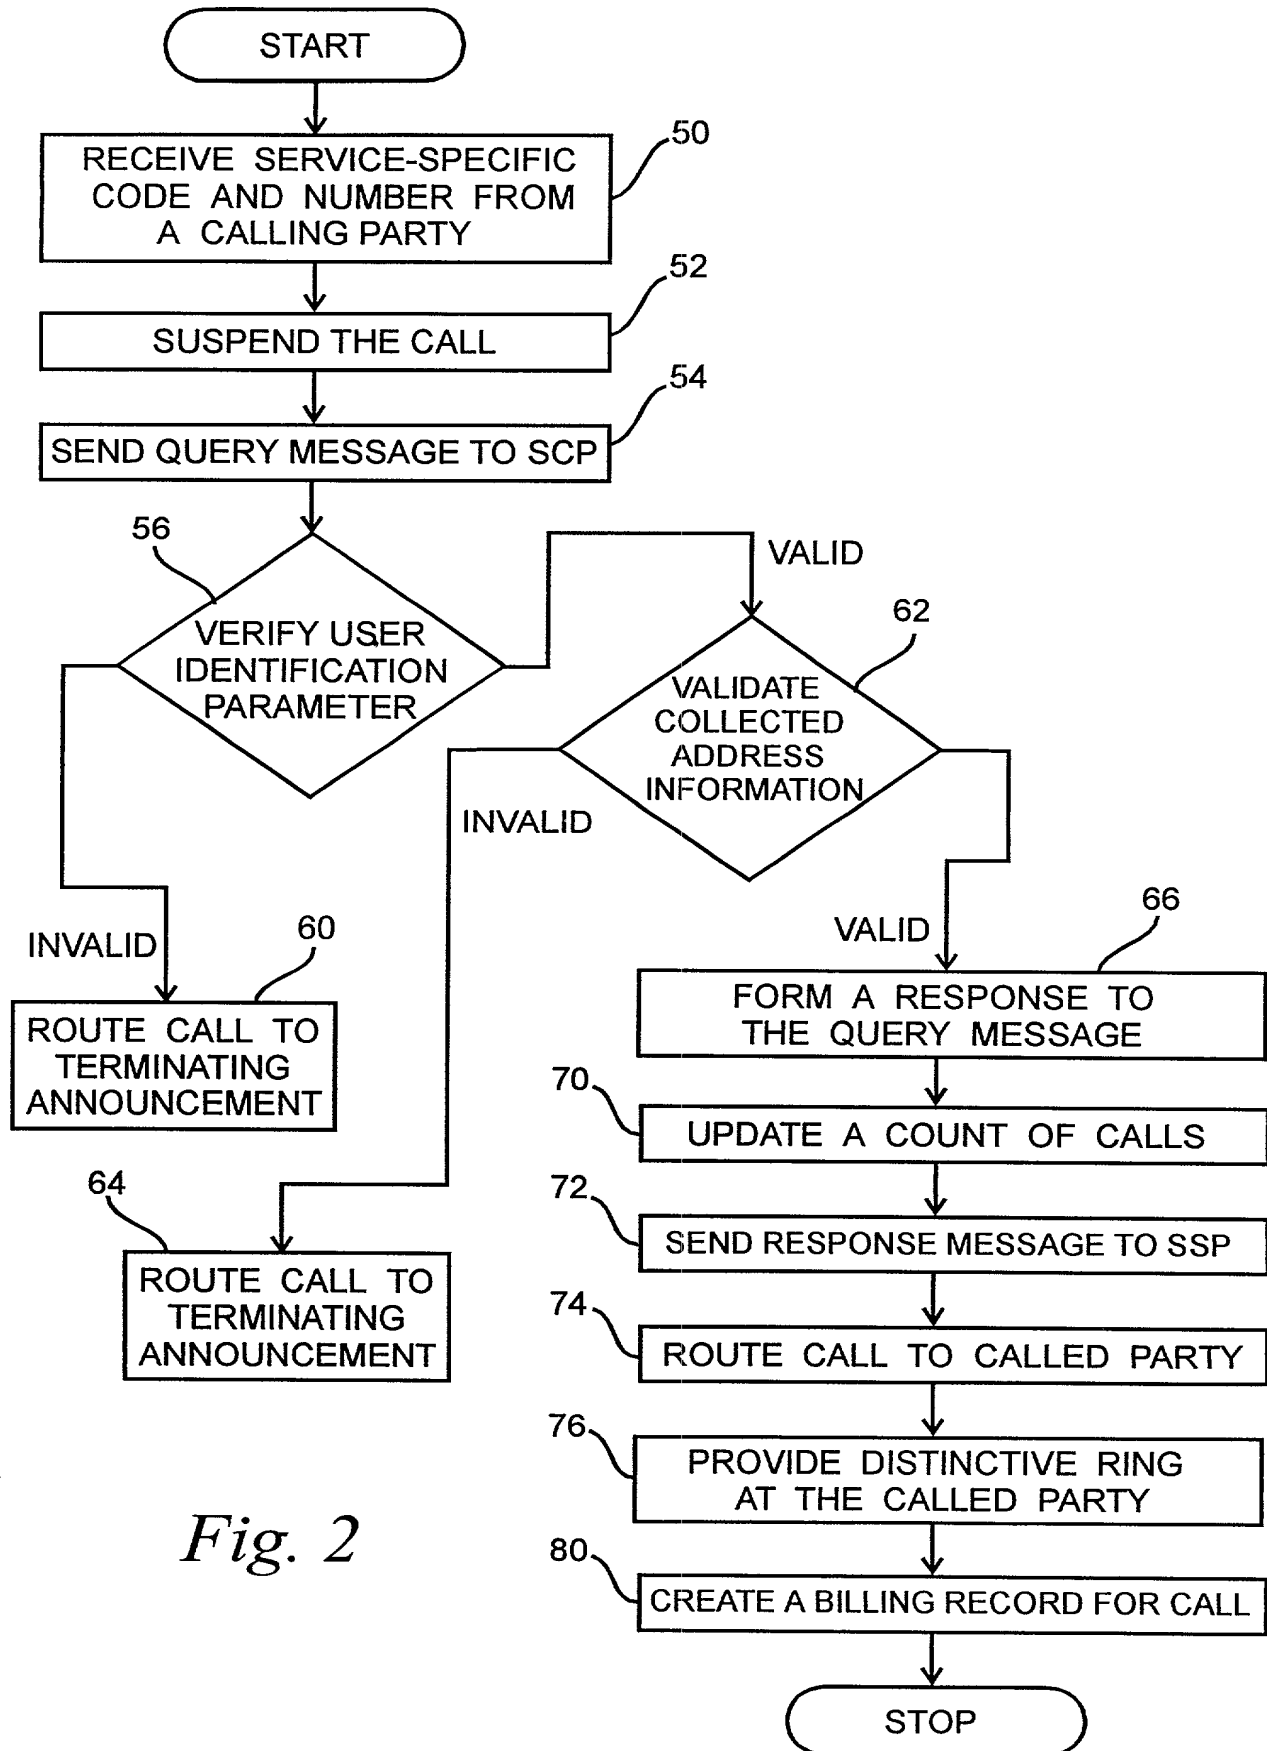 START
50
RECEIVE SERVICE-SPECIFIC
CODE AND NUMBER FROM
A CALLING PARTY
52
SUSPEND THE CALL
54
SEND QUERY MESSAGE TO SCP
56
VERIFY USER
IDENTIFICATION
PARAMETER
VALID
62
VALIDATE
COLLECTED
ADDRESS
INFORMATION
INVALID
INVALID
60
ROUTE CALL TO
TERMINATING
ANNOUNCEMENT
64
ROUTE CALL TO
TERMINATING
ANNOUNCEMENT
VALID
66
FORM A RESPONSE TO
THE QUERY MESSAGE
70
UPDATE A COUNT OF CALLS
72
SEND RESPONSE MESSAGE TO SSP
74
ROUTE CALL TO CALLED PARTY
76
PROVIDE DISTINCTIVE RING
AT THE CALLED PARTY
80
CREATE A BILLING RECORD FOR CALL
STOP
Fig. 2